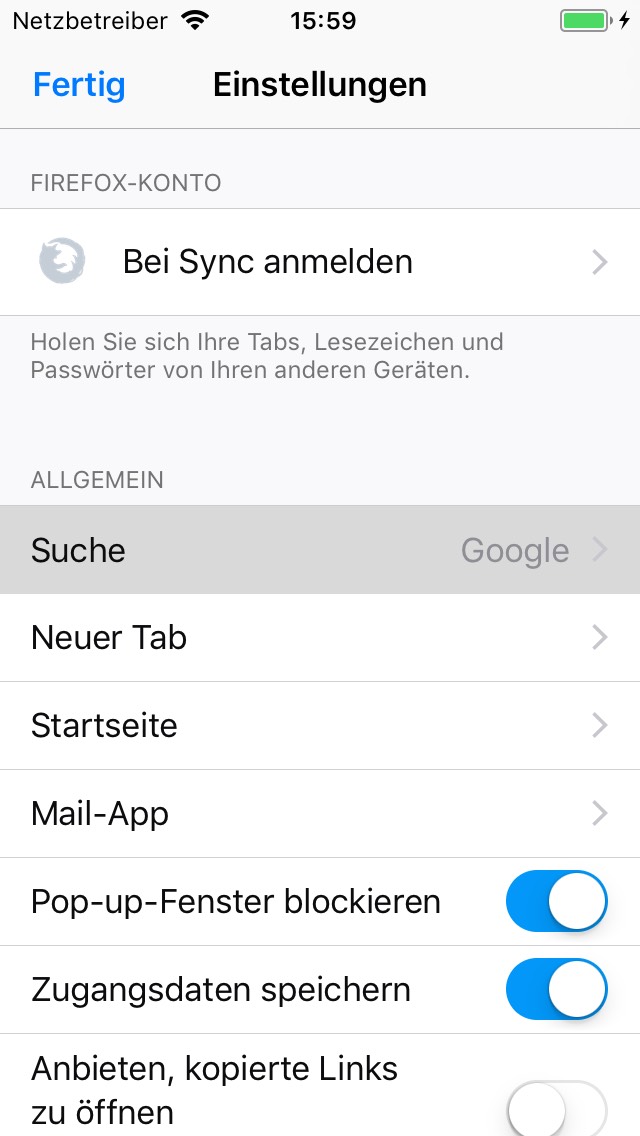 Netzbetreiber 15:59
Fertig Einstellungen
FIREFOX-KONTO
Bei Sync anmelden
Holen Sie sich Ihre Tabs, Lesezeichen und
Passwörter von Ihren anderen Geräten.
ALLGEMEIN
Suche Google
Neuer Tab
Startseite
Mail-App
Pop-up-Fenster blockieren
Zugangsdaten speichern
Anbieten, kopierte Links
zu öffnen